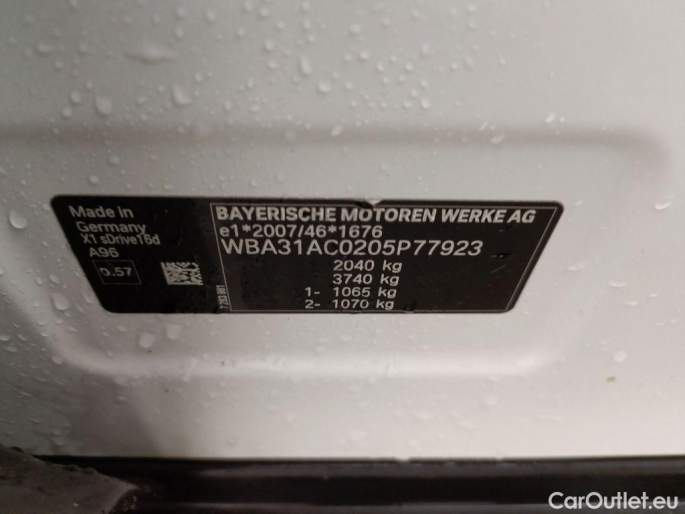 Made in
Germany
X1 sDrive16d
A96
0.57
BAYERISCHE MOTOREN WERKE AG
e1*2007/46*1676
WBA31AC0205P77923
2040 kg
3740 kg
1- 1065 kg
2- 1070 kg
CarOutlet.eu